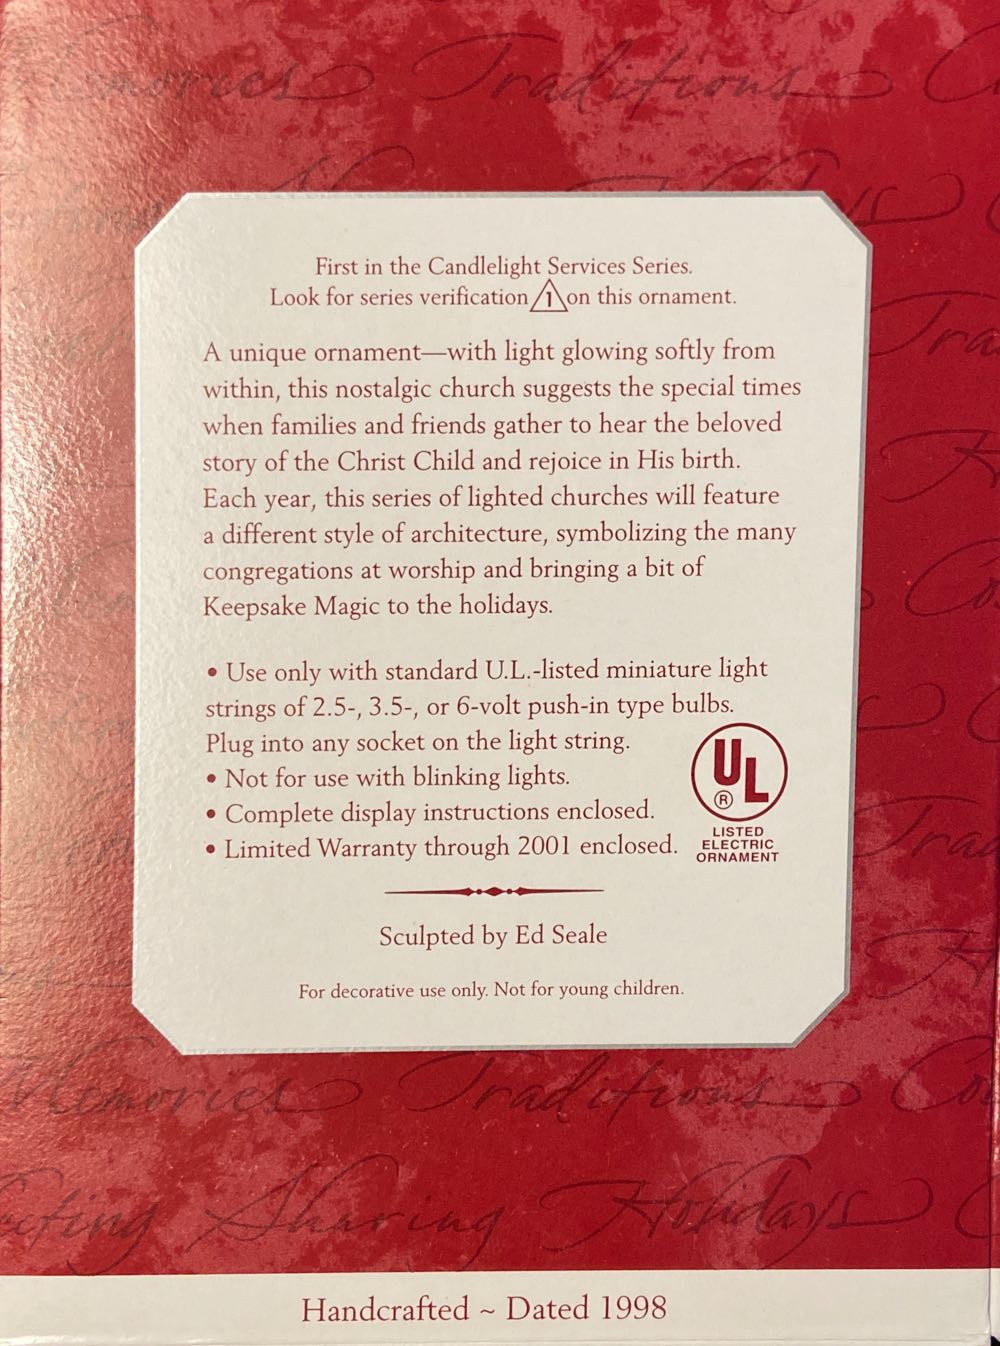 Memories Traditions
First in the Candlelight Services Series.
Look for series verification 1 on this ornament.
A unique ornament—with light glowing softly from
within, this nostalgic church suggests the special times
when families and friends gather to hear the beloved
story of the Christ Child and rejoice in His birth.
Each year, this series of lighted churches will feature
a different style of architecture, symbolizing the many
congregations at worship and bringing a bit of
Keepsake Magic to the holidays.
• Use only with standard U.L.-listed miniature light
strings of 2.5-, 3.5-, or 6-volt push-in type bulbs.
Plug into any socket on the light string.
• Not for use with blinking lights.
• Complete display instructions enclosed.
• Limited Warranty through 2001 enclosed.
UL ®
LISTED
ELECTRIC
ORNAMENT
Sculpted by Ed Seale
For decorative use only. Not for young children.
Memories Traditions
Sharing Holidays
Handcrafted ~ Dated 1998